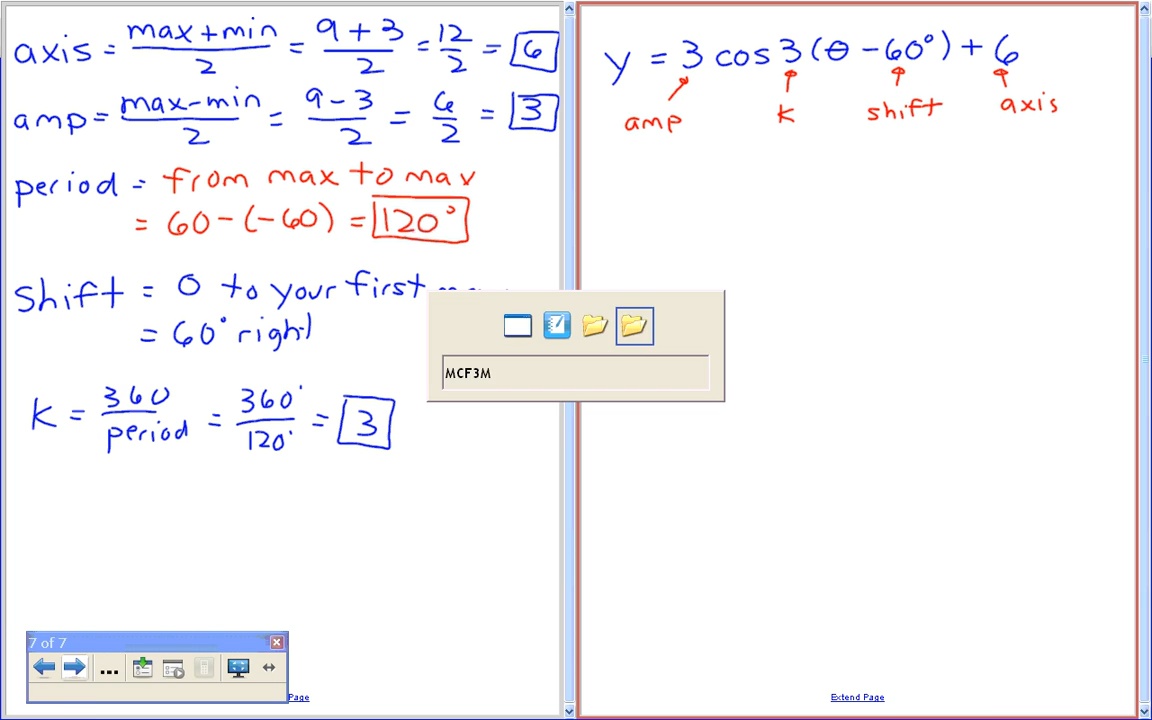 axis = max+min/2 = 9+3/2 = 12/2 = 6
amp = max-min/2 = 9-3/2 = 6/2 = 3
period = from max to max
= 60-(-60) = 120°
Shift = 0 to your first
= 60° right
K = 360/period = 360°/120° = 3
7 of 7
...
Page
MCF3M
y = 3 cos 3(θ - 60°) + 6
amp K shift axis
Extend Page